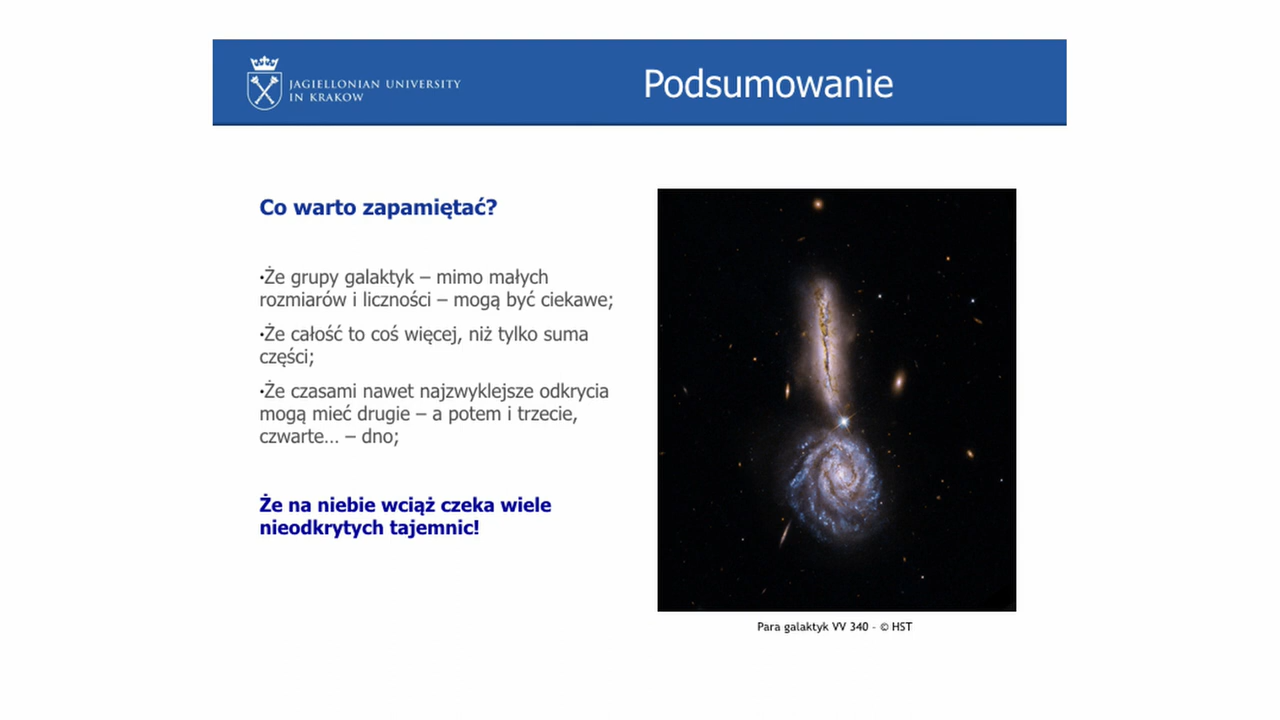 JAGIELLONIAN UNIVERSITY
IN KRAKOW
Podsumowanie
Co warto zapamiętać?
•Że grupy galaktyk – mimo małych
rozmiarów i liczności – mogą być ciekawe;
•Że całość to coś więcej, niż tylko suma
części;
•Że czasami nawet najzwyklejsze odkrycia
mogą mieć drugie – a potem i trzecie,
czwarte… – dno;
Że na niebie wciąż czeka wiele
nieodkrytych tajemnic!
Para galaktyk VV 340 - © HST